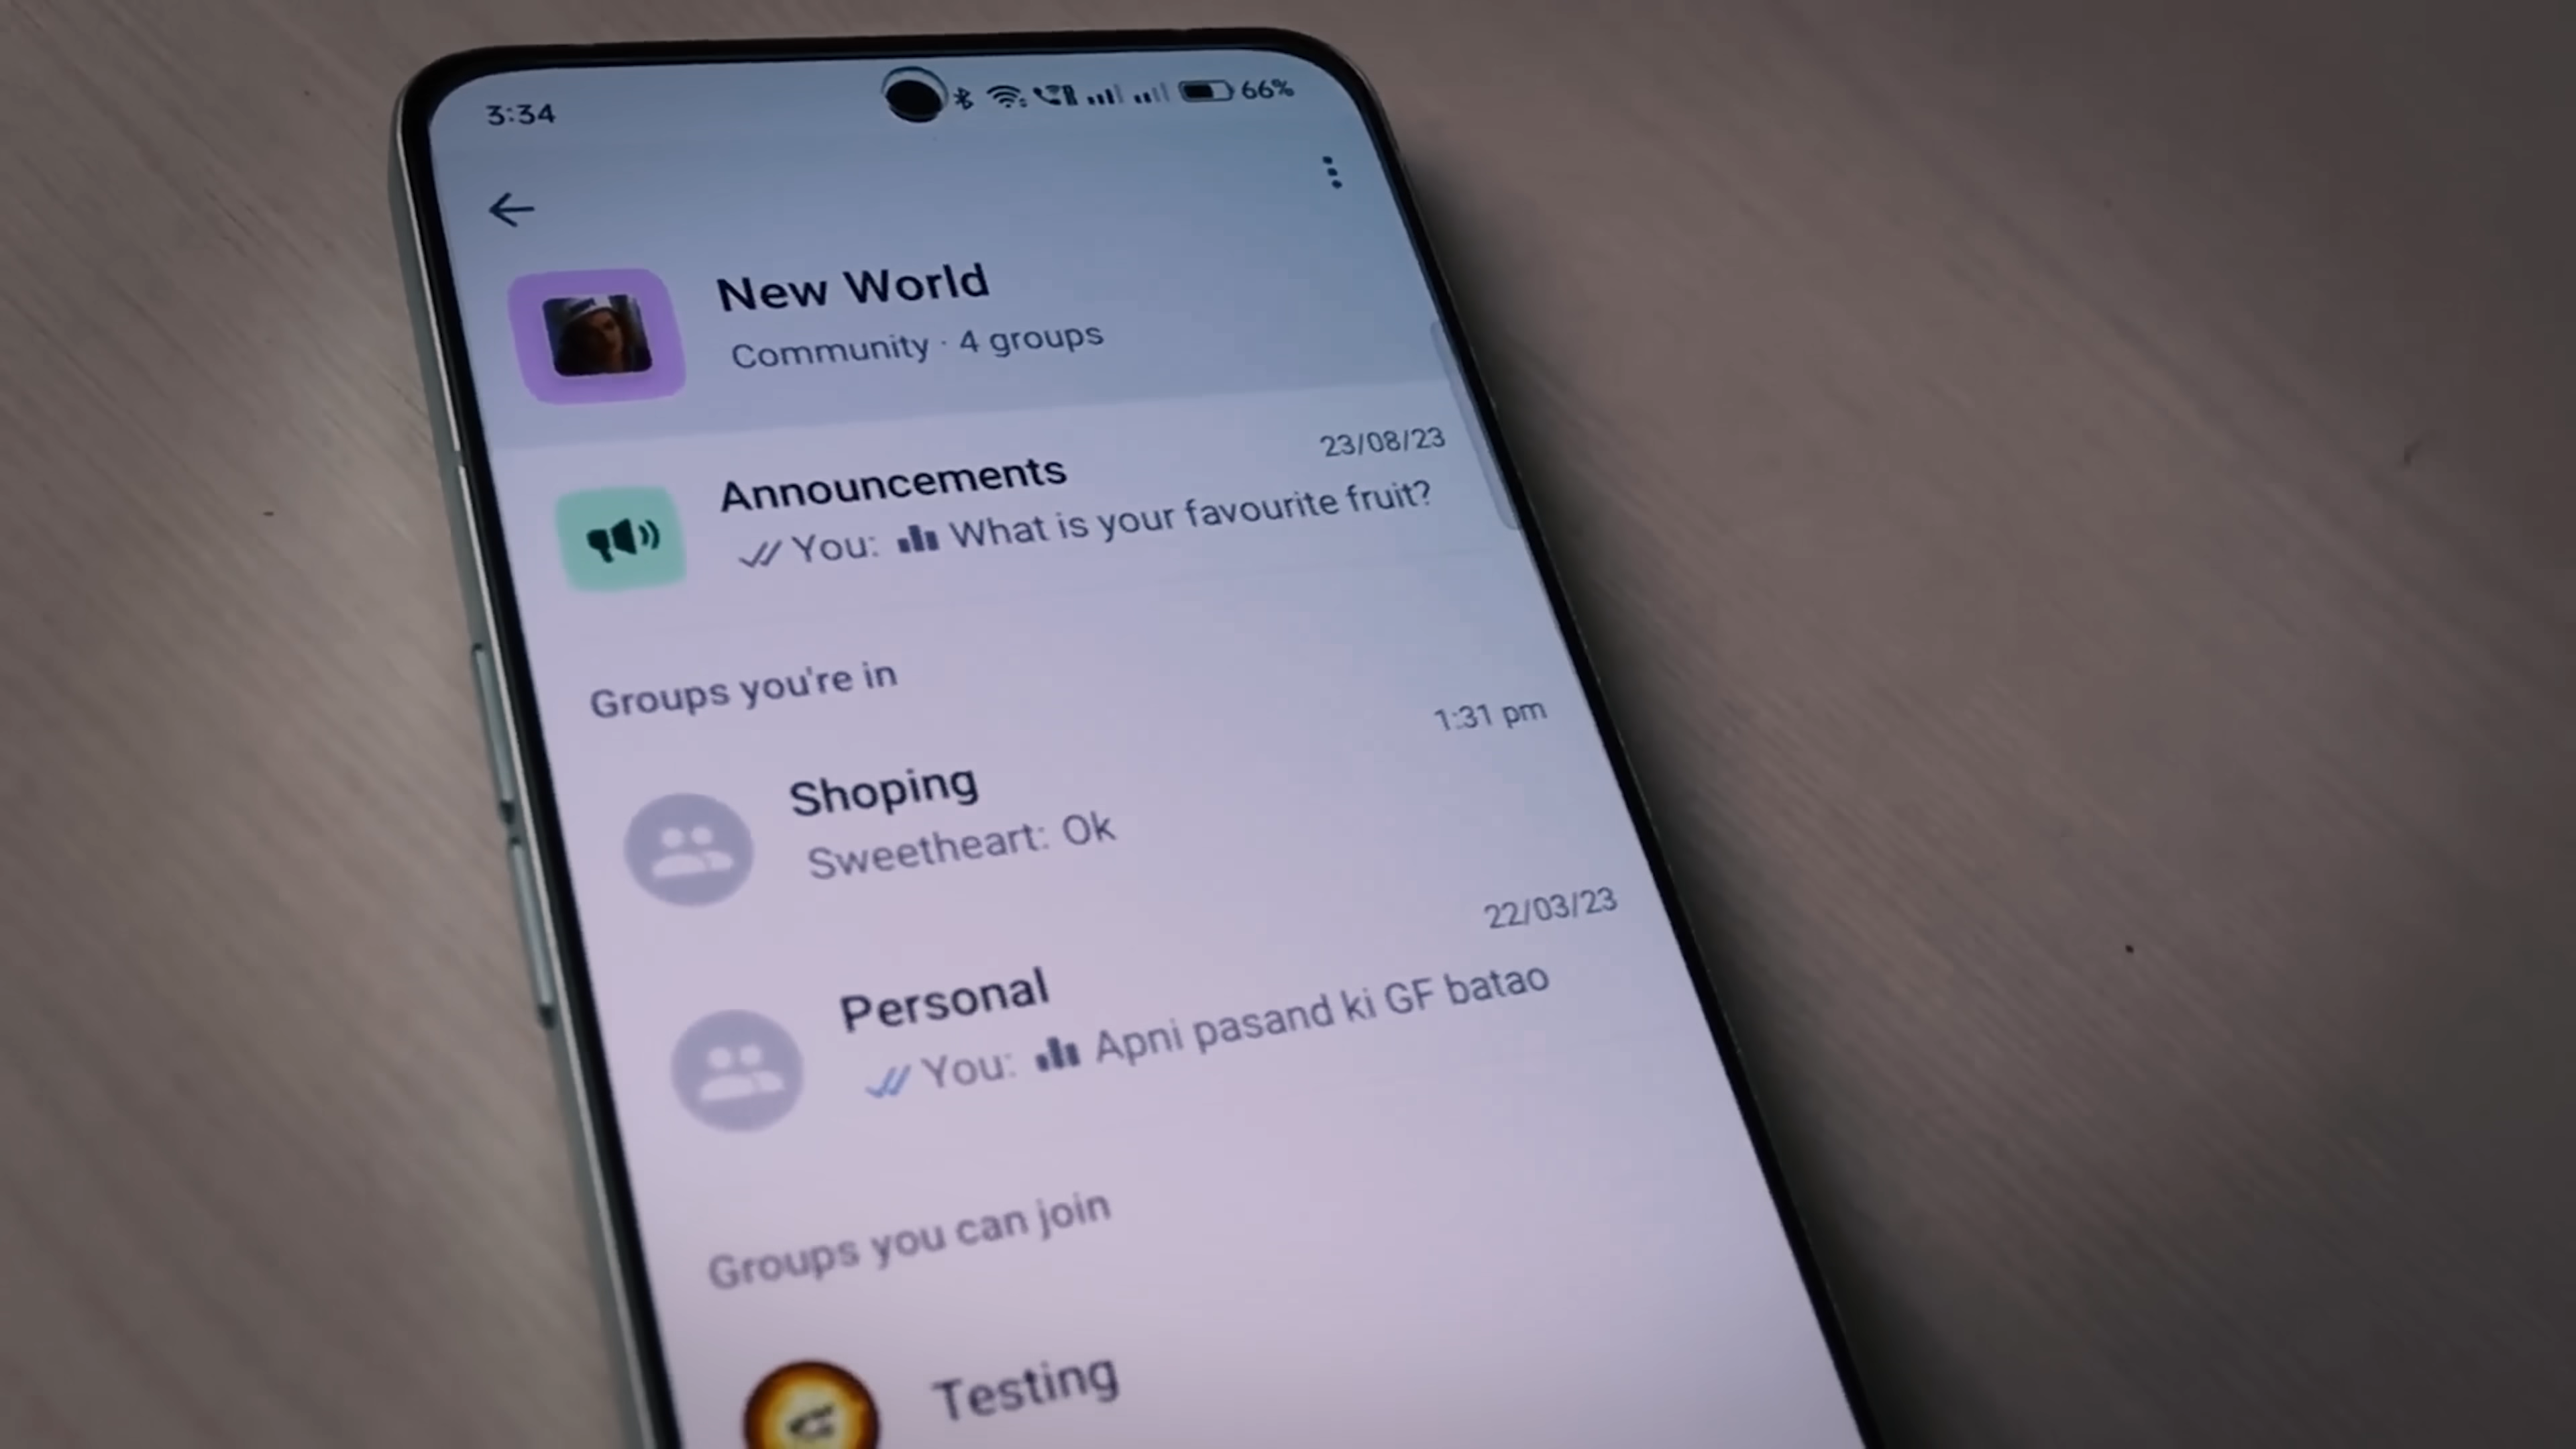 3:34
66%
New World
Community · 4 groups
Announcements
23/08/23
You: What is your favourite fruit?
Groups you're in
1:31 pm
Shoping
Sweetheart: Ok
22/03/23
Personal
You: Apni pasand ki GF batao
Groups you can join
Testing